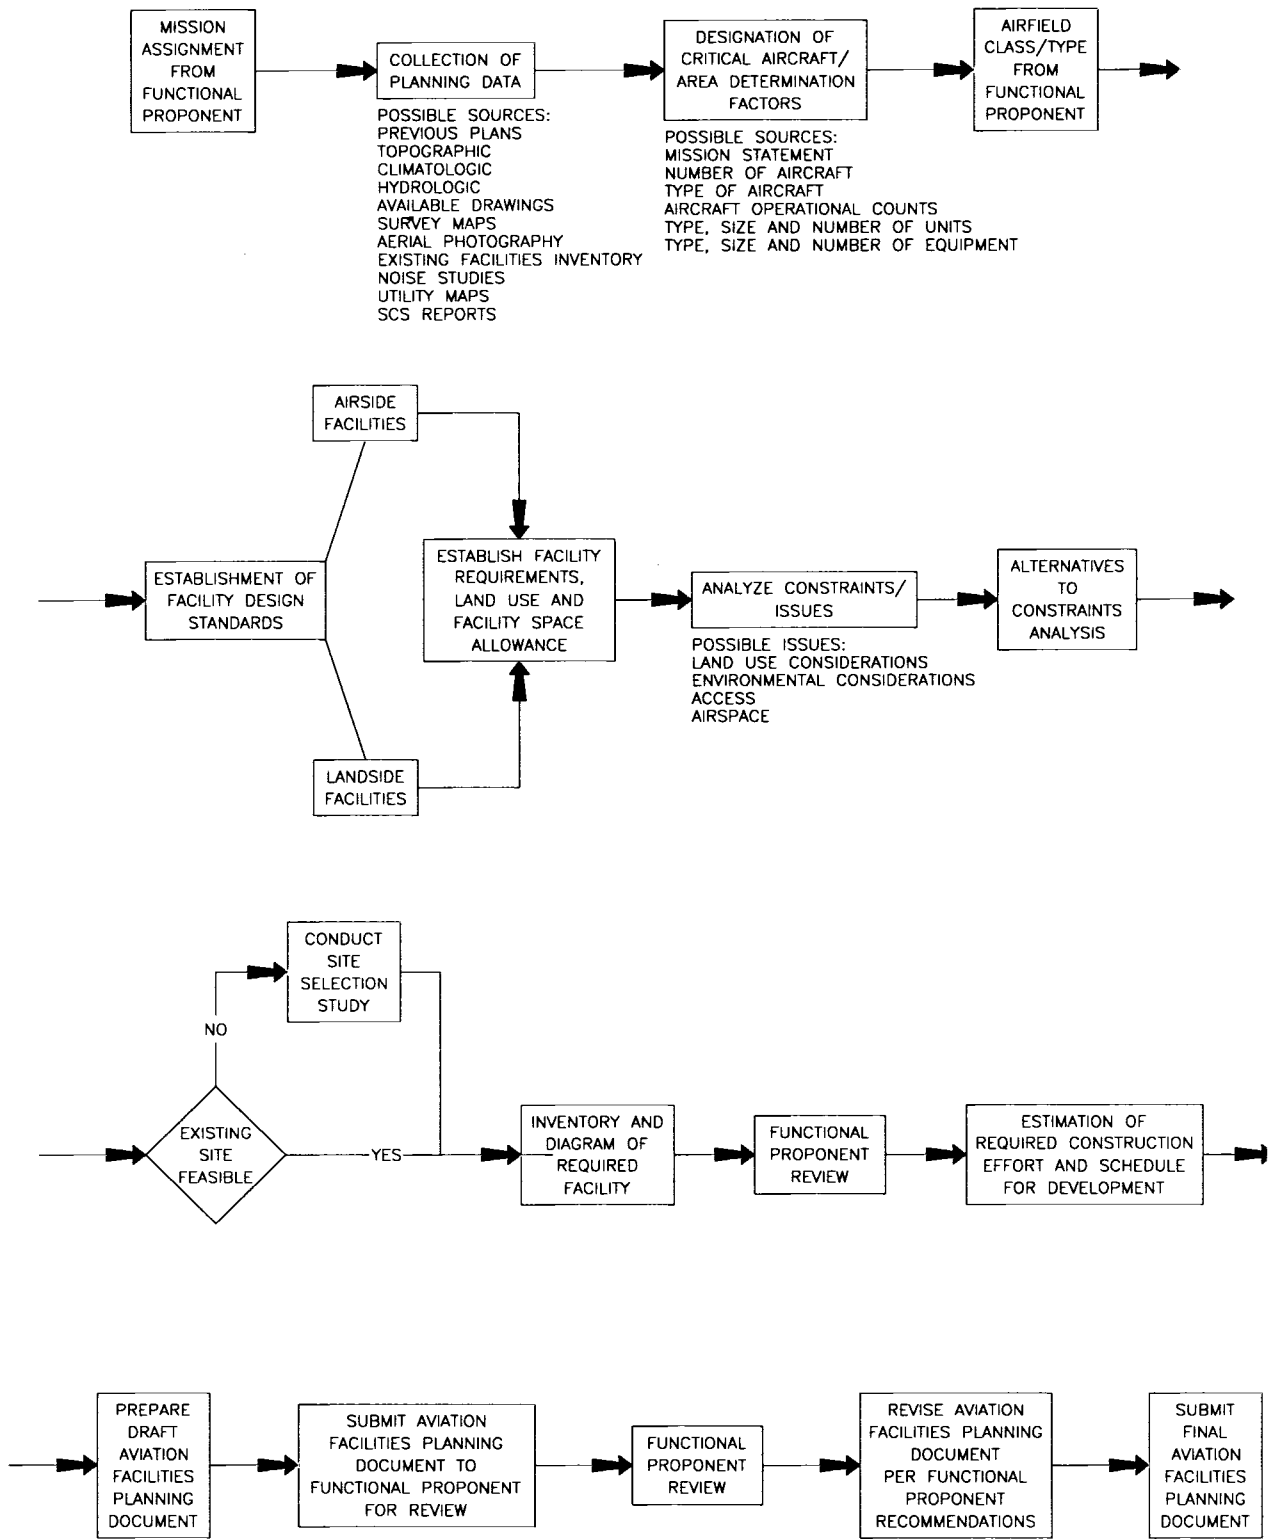 MISSION
ASSIGNMENT
FROM
FUNCTIONAL
PROPONENT
COLLECTION OF
PLANNING DATA
POSSIBLE SOURCES:
PREVIOUS PLANS
TOPOGRAPHIC
CLIMATOLOGIC
HYDROLOGIC
AVAILABLE DRAWINGS
SURVEY MAPS
AERIAL PHOTOGRAPHY
EXISTING FACILITIES INVENTORY
NOISE STUDIES
UTILITY MAPS
SCS REPORTS
DESIGNATION OF
CRITICAL AIRCRAFT/
AREA DETERMINATION
FACTORS
POSSIBLE SOURCES:
MISSION STATEMENT
NUMBER OF AIRCRAFT
TYPE OF AIRCRAFT
AIRCRAFT OPERATIONAL COUNTS
TYPE, SIZE AND NUMBER OF UNITS
TYPE, SIZE AND NUMBER OF EQUIPMENT
AIRFIELD
CLASS/TYPE
FROM
FUNCTIONAL
PROPONENT
ESTABLISHMENT OF
FACILITY DESIGN
STANDARDS
AIRSIDE
FACILITIES
LANDSIDE
FACILITIES
ESTABLISH FACILITY
REQUIREMENTS,
LAND USE AND
FACILITY SPACE
ALLOWANCE
ANALYZE CONSTRAINTS/
ISSUES
POSSIBLE ISSUES:
LAND USE CONSIDERATIONS
ENVIRONMENTAL CONSIDERATIONS
ACCESS
AIRSPACE
ALTERNATIVES
TO
CONSTRAINTS
ANALYSIS
EXISTING
SITE
FEASIBLE
NO
CONDUCT
SITE
SELECTION
STUDY
YES
INVENTORY AND
DIAGRAM OF
REQUIRED
FACILITY
FUNCTIONAL
PROPONENT
REVIEW
ESTIMATION OF
REQUIRED CONSTRUCTION
EFFORT AND SCHEDULE
FOR DEVELOPMENT
PREPARE
DRAFT
AVIATION
FACILITIES
PLANNING
DOCUMENT
SUBMIT AVIATION
FACILITIES PLANNING
DOCUMENT TO
FUNCTIONAL PROPONENT
FOR REVIEW
FUNCTIONAL
PROPONENT
REVIEW
REVISE AVIATION
FACILITIES PLANNING
DOCUMENT
PER FUNCTIONAL
PROPONENT
RECOMMENDATIONS
SUBMIT
FINAL
AVIATION
FACILITIES
PLANNING
DOCUMENT